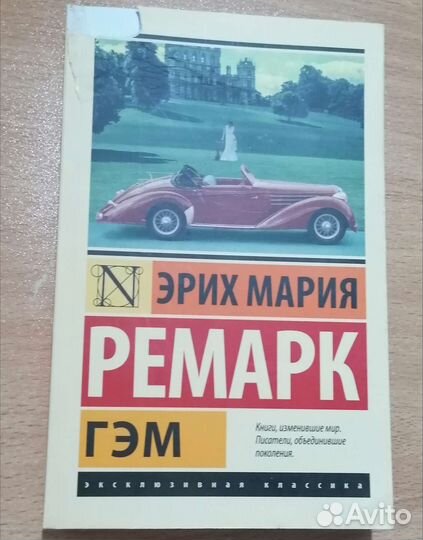 N
ЭРИХ МАРИЯ
РЕМАРК
ГЭМ
Книги, изменившие мир.
Писатели, объединившие
поколения.
эксклюзивная классика
Avito